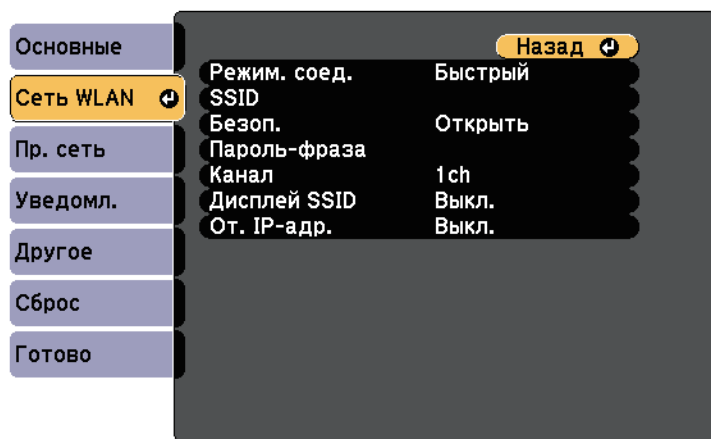 Основные
Сеть WLAN
Пр. сеть
Уведомл.
Другое
Сброс
Готово
Назад
Режим. соед. Быстрый
SSID
Безоп. Открыть
Пароль-фраза
Канал 1ch
Дисплей SSID Выкл.
От. IP-адр. Выкл.